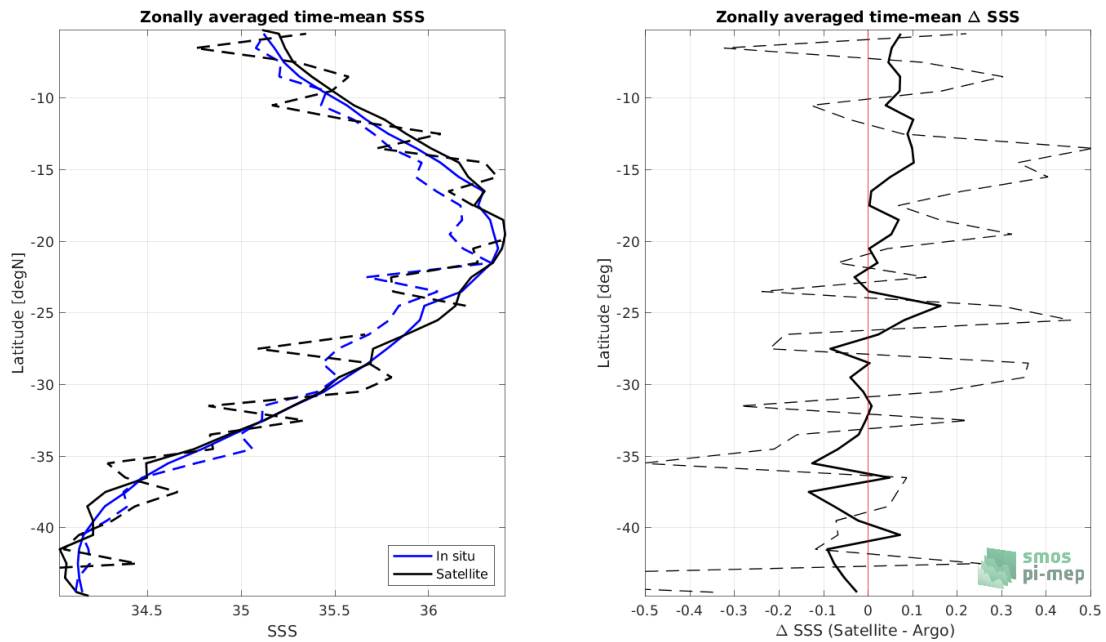 Zonally averaged time-mean SSS
Latitude [degN]
-10
-15
-20
-25
-30
-35
-40
34.5
35
35.5
36
SSS
In situ
Satellite
Zonally averaged time-mean Δ SSS
Latitude [deg]
-10
-15
-20
-25
-30
-35
-40
-0.5
-0.4
-0.3
-0.2
-0.1
0
0.1
0.2
0.3
0.4
0.5
Δ SSS (Satellite - Argo)
smos
pi-mep